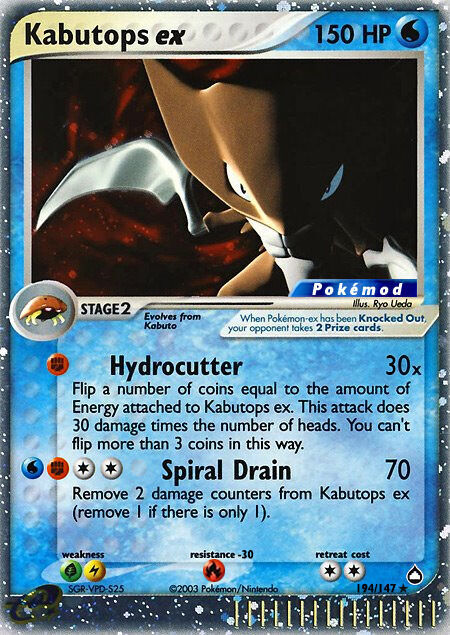 Kabutops ex 150 HP
Pokémod
Illus. Ryo Ueda
STAGE2
Evolves from
Kabuto
When Pokémon-ex has been Knocked Out,
your opponent takes 2 Prize cards.
Hydrocutter 30x
Flip a number of coins equal to the amount of
Energy attached to Kabutops ex. This attack does
30 damage times the number of heads. You can't
flip more than 3 coins in this way.
Spiral Drain 70
Remove 2 damage counters from Kabutops ex
(remove 1 if there is only 1).
weakness resistance -30 retreat cost
SGR-VPD-S25 ©2003 Pokémon/Nintendo 194/147 ★